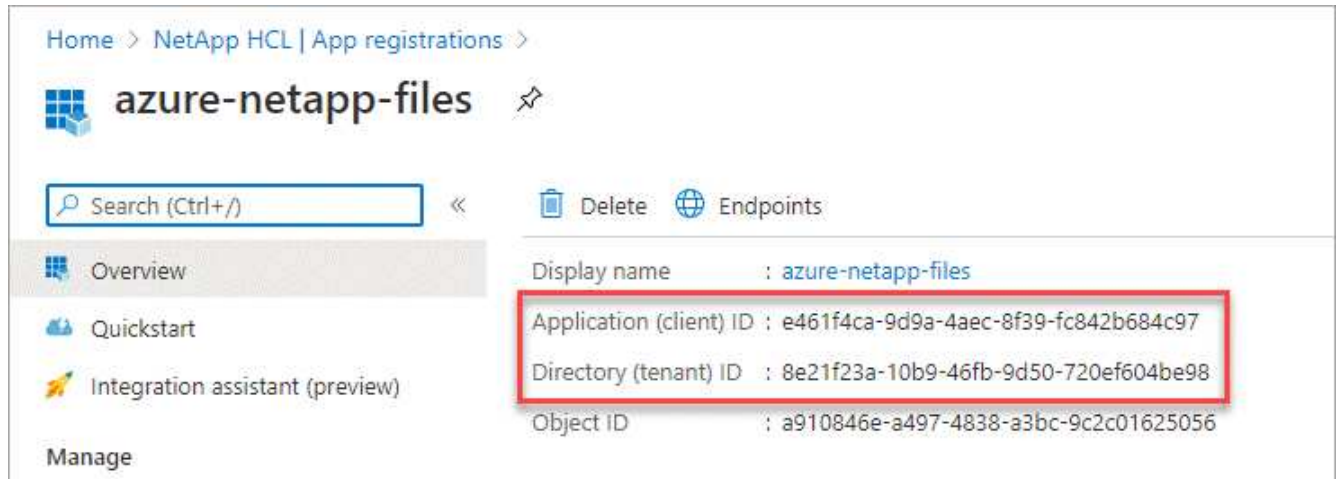 Home > NetApp HCL | App registrations >
azure-netapp-files
Search (Ctrl+/)
«
Delete
Endpoints
Overview
Quickstart
Integration assistant (preview)
Manage
Display name : azure-netapp-files
Application (client) ID : e461f4ca-9d9a-4aec-8f39-fc842b684c97
Directory (tenant) ID : 8e21f23a-10b9-46fb-9d50-720ef604be98
Object ID : a910846e-a497-4838-a3bc-9c2c01625056